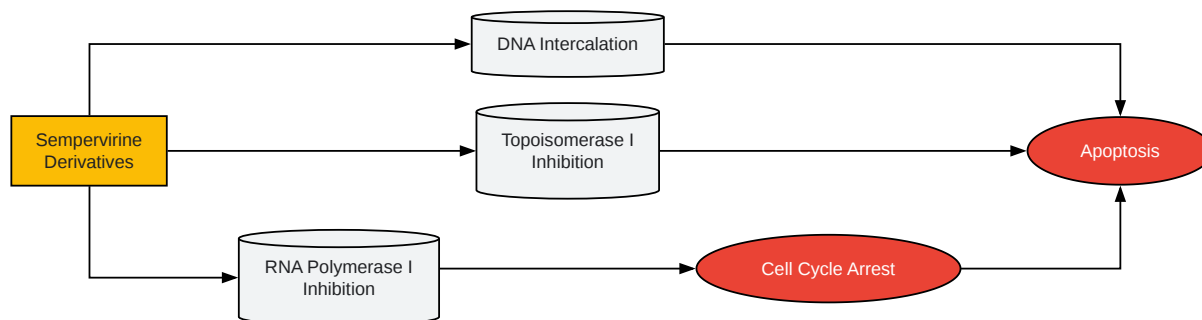 DNA Intercalation
Sempervirine
Derivatives
Topoisomerase I
Inhibition
Apoptosis
RNA Polymerase I
Inhibition
Cell Cycle Arrest